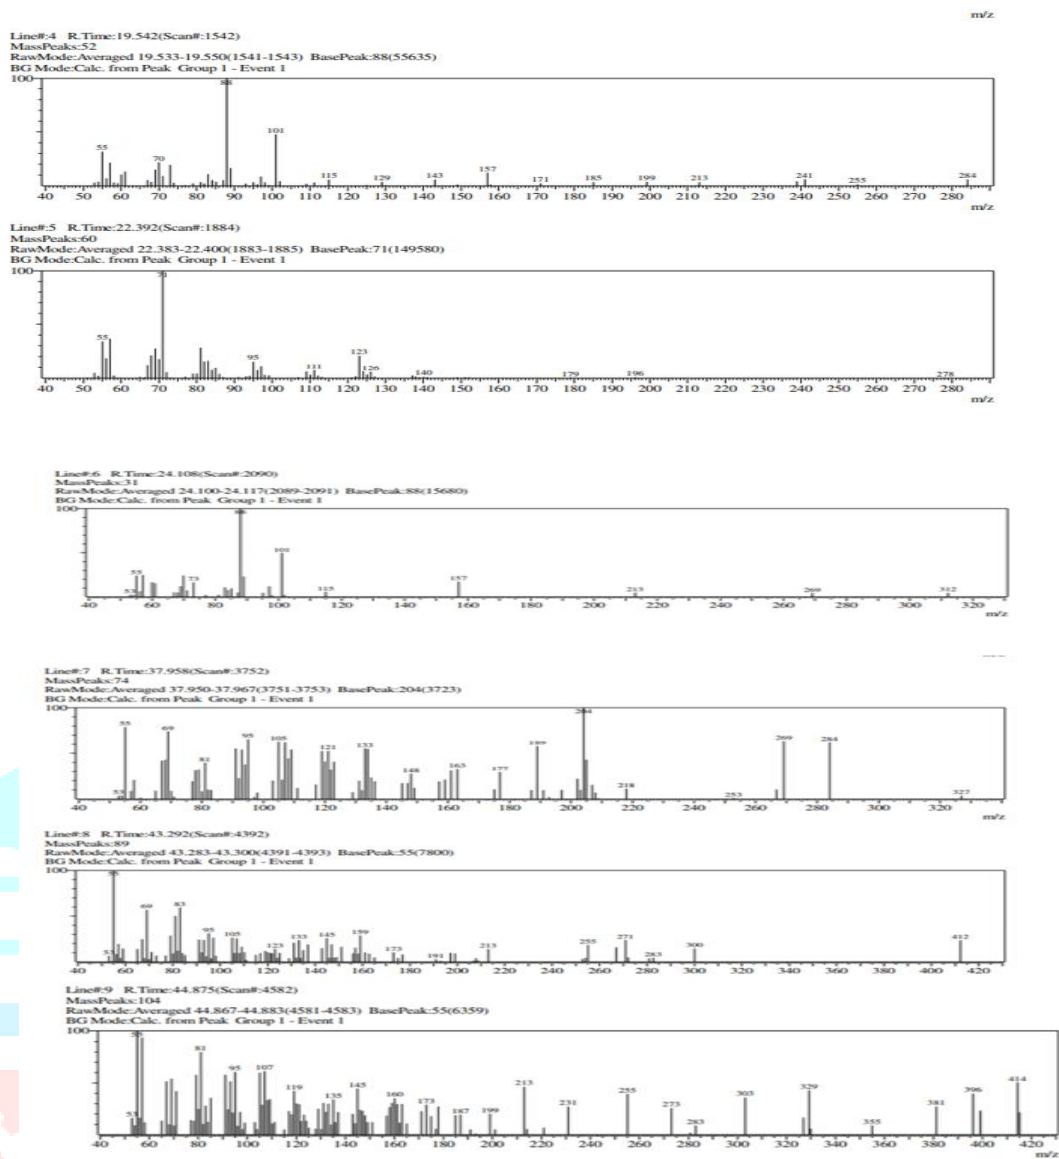 m/z
Line#:4 R.Time:19.542(Scan#:1542)
MassPeaks:52
RawMode:Averaged 19.533-19.550(1541-1543) BasePeak:88(55635)
BG Mode:Calc. from Peak Group 1 - Event 1
100
88
101
55
70
157
115
129
143
171
185
199
213
241
255
284
40 50 60 70 80 90 100 110 120 130 140 150 160 170 180 190 200 210 220 230 240 250 260 270 280
m/z
Line#:5 R.Time:22.392(Scan#:1884)
MassPeaks:60
RawMode:Averaged 22.383-22.400(1883-1885) BasePeak:71(149580)
BG Mode:Calc. from Peak Group 1 - Event 1
100
71
55
95
123
111
126
140
179
196
278
40 50 60 70 80 90 100 110 120 130 140 150 160 170 180 190 200 210 220 230 240 250 260 270 280
m/z
Line#:6 R.Time:24.108(Scan#:2090)
MassPeaks:31
RawMode:Averaged 24.100-24.117(2089-2091) BasePeak:88(15680)
BG Mode:Calc. from Peak Group 1 - Event 1
100
88
101
55
73
157
53
115
213
269
312
40 60 80 100 120 140 160 180 200 220 240 260 280 300 320
m/z
Line#:7 R.Time:37.958(Scan#:3752)
MassPeaks:74
RawMode:Averaged 37.950-37.967(3751-3753) BasePeak:204(3723)
BG Mode:Calc. from Peak Group 1 - Event 1
100
204
55
69
95
105
121
133
189
269
284
81
148
163
177
53
218
253
327
40 60 80 100 120 140 160 180 200 220 240 260 280 300 320
m/z
Line#:8 R.Time:43.292(Scan#:4392)
MassPeaks:89
RawMode:Averaged 43.283-43.300(4391-4393) BasePeak:55(7800)
BG Mode:Calc. from Peak Group 1 - Event 1
100
55
69
83
95
105
123
133
145
159
173
191
213
255
271
283
300
412
53
40 60 80 100 120 140 160 180 200 220 240 260 280 300 320 340 360 380 400 420
m/z
Line#:9 R.Time:44.875(Scan#:4582)
MassPeaks:104
RawMode:Averaged 44.867-44.883(4581-4583) BasePeak:55(6359)
BG Mode:Calc. from Peak Group 1 - Event 1
100
55
81
95
107
119
135
145
160
173
187
199
213
231
255
273
283
303
329
355
381
396
414
53
40 60 80 100 120 140 160 180 200 220 240 260 280 300 320 340 360 380 400 420
m/z